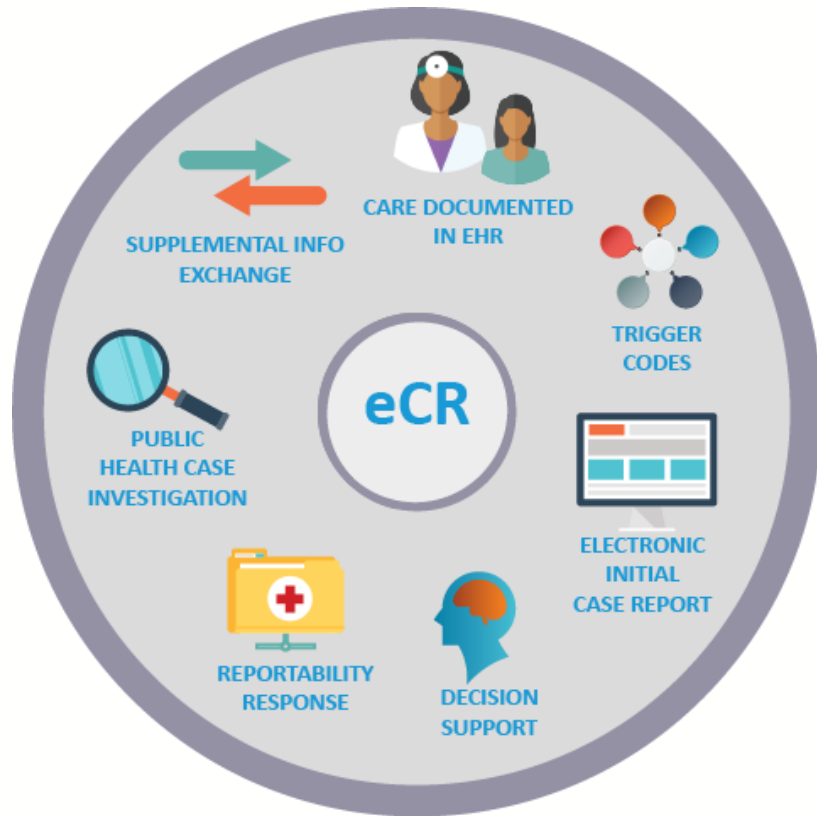 CARE DOCUMENTED
IN EHR
TRIGGER
CODES
ELECTRONIC
INITIAL
CASE REPORT
DECISION
SUPPORT
REPORTABILITY
RESPONSE
PUBLIC
HEALTH CASE
INVESTIGATION
SUPPLEMENTAL INFO
EXCHANGE
eCR